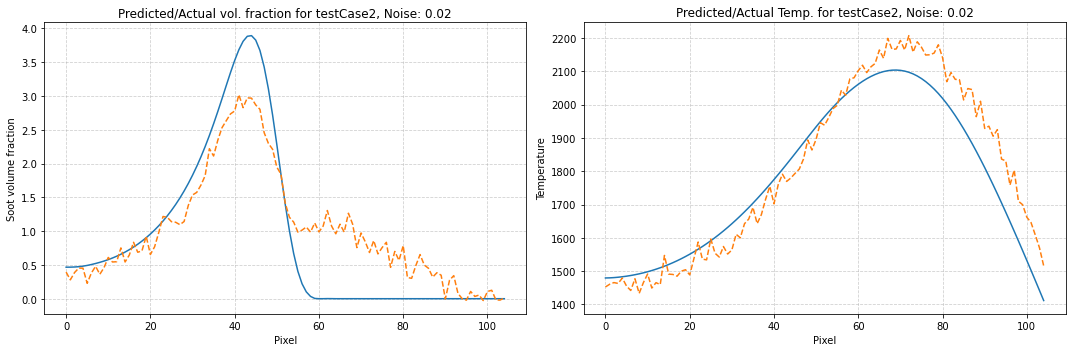 Predicted/Actual vol. fraction for testCase2, Noise: 0.02
4.0
3.5
3.0
2.5
2.0
1.5
1.0
0.5
0.0
Soot volume fraction
0 20 40 60 80 100
Pixel
Predicted/Actual Temp. for testCase2, Noise: 0.02
2200
2100
2000
1900
1800
1700
1600
1500
1400
Temperature
0 20 40 60 80 100
Pixel